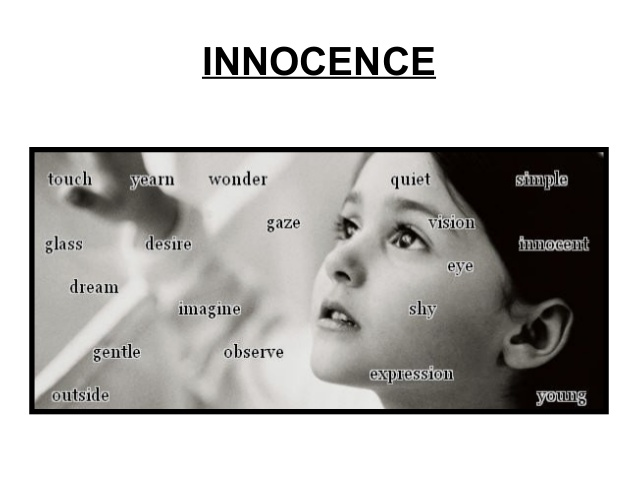 INNOCENCE
touch yearn wonder quiet simple
gaze vision
glass desire innocent
eye
dream
imagine shy
gentle observe
expression
outside young